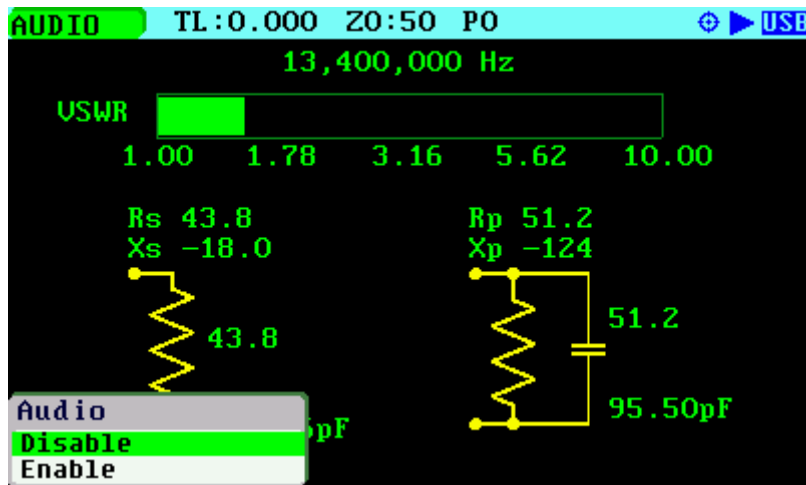 AUDIO TL:0.000 Z0:50 P0 USB
13,400,000 Hz
VSWR
1.00 1.78 3.16 5.62 10.00
Rs 43.8 Rp 51.2
Xs -18.0 Xp -124
43.8 51.2
95.50pF
pF
Audio
Disable
Enable